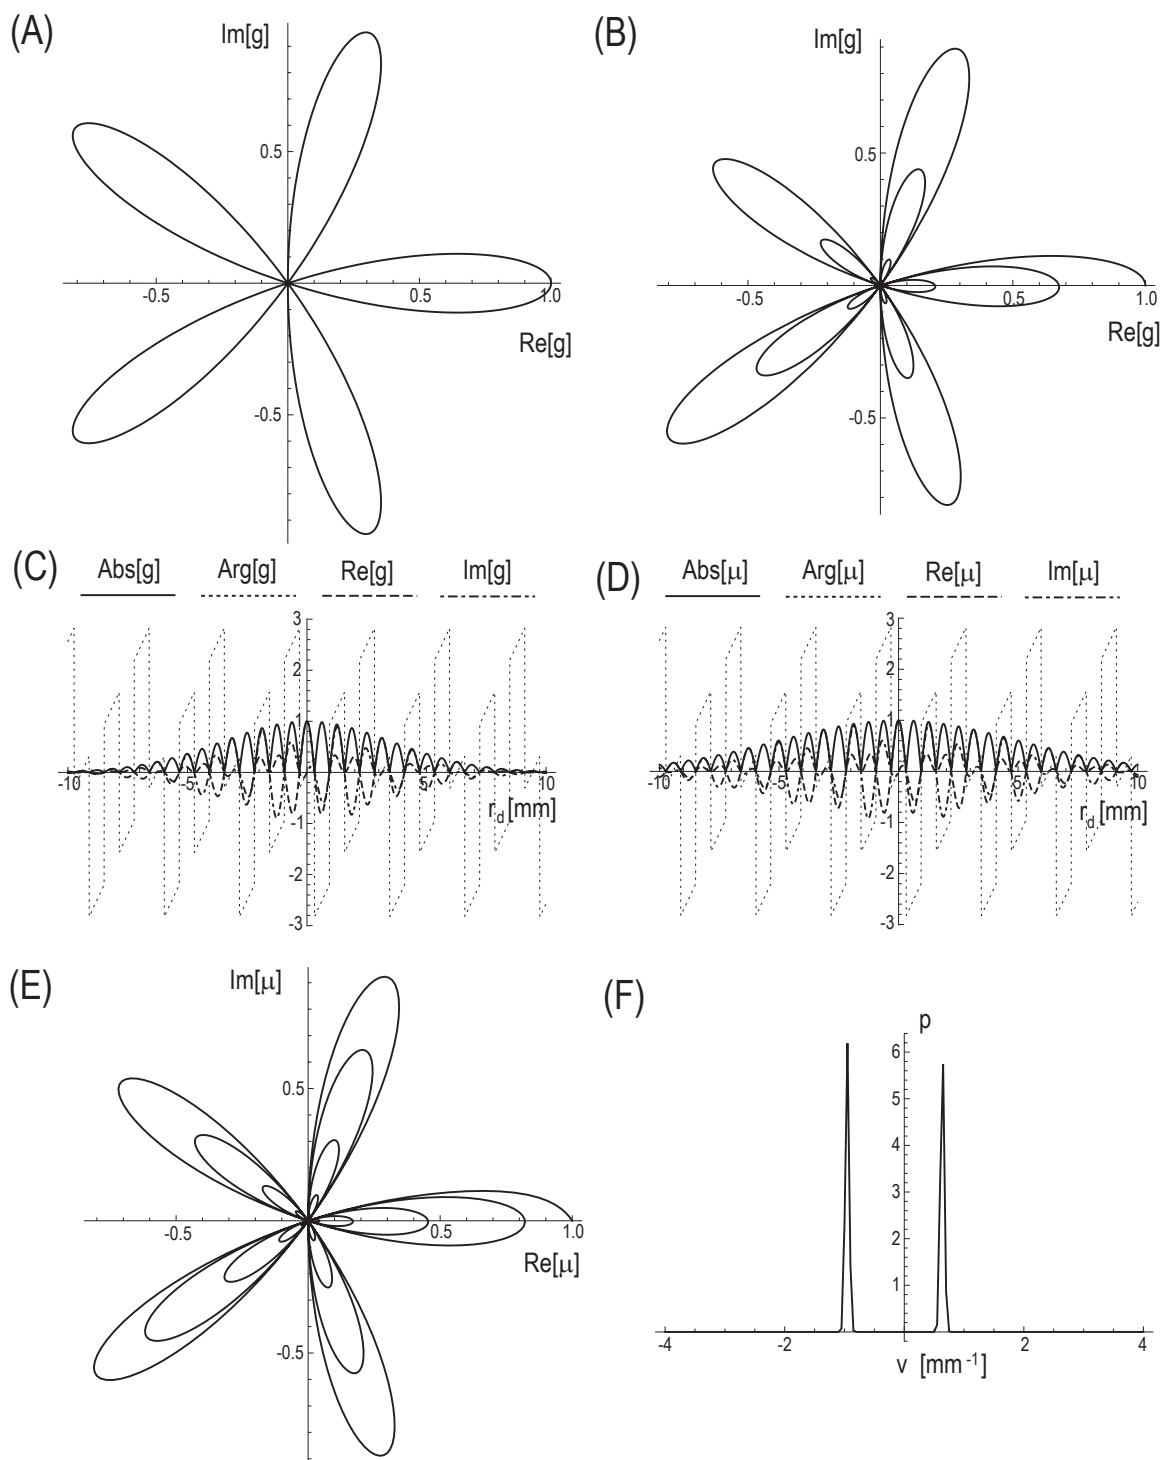 (A)
Im[g]
0.5
-0.5
0.5
1.0
Re[g]
-0.5
(B)
Im[g]
0.5
-0.5
0.5
1.0
Re[g]
-0.5
(C)
Abs[g] Arg[g] Re[g] Im[g]
3
2
1
-10 -5 5 10
r_d [mm]
-1
-2
-3
(D)
Abs[μ] Arg[μ] Re[μ] Im[μ]
3
2
1
-10 -5 5 10
r_d [mm]
-1
-2
-3
(E)
Im[μ]
0.5
-0.5
0.5
1.0
Re[μ]
-0.5
(F)
p
6
5
4
3
2
1
-4 -2 0 2 4
v [mm⁻¹]